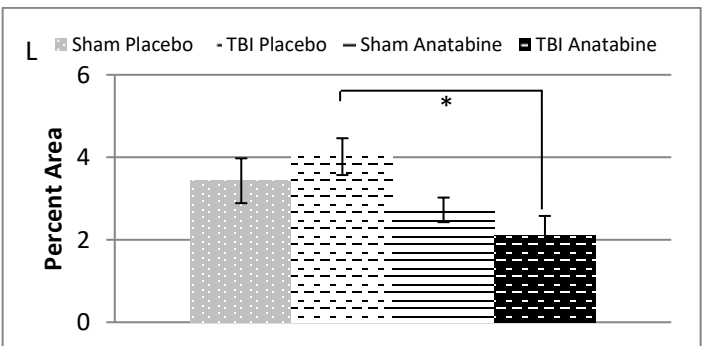 L
Sham Placebo TBI Placebo Sham Anatabine TBI Anatabine
6
*
4
2
0
Percent Area